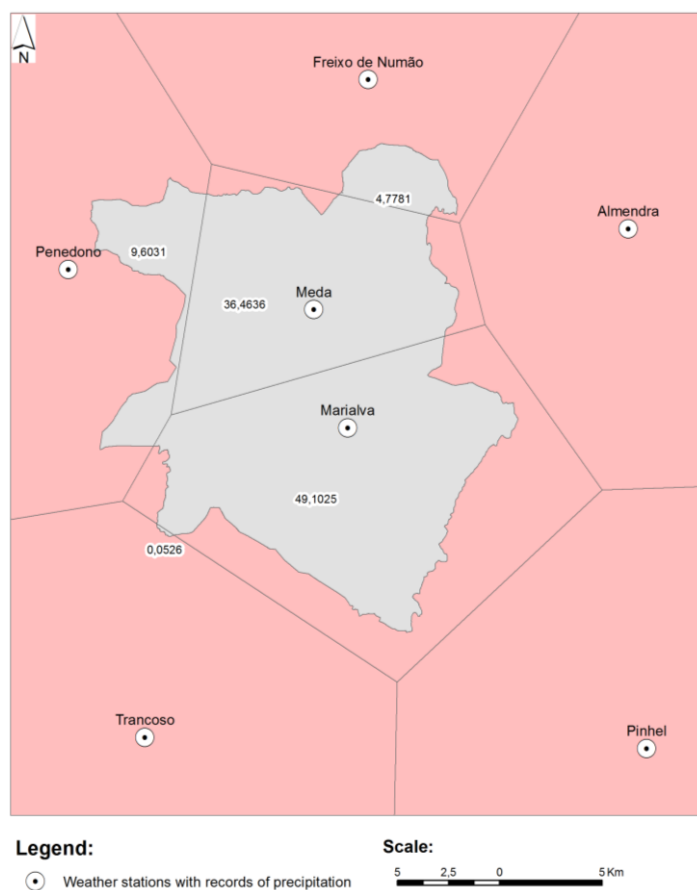 N
Freixo de Numão
4,7781
Almendra
9,6031
Penedono
Meda
36,4636
Marialva
49,1025
0,0526
Trancoso
Pinhel
Legend:
Weather stations with records of precipitation
Scale:
5 2,5 0 5 Km